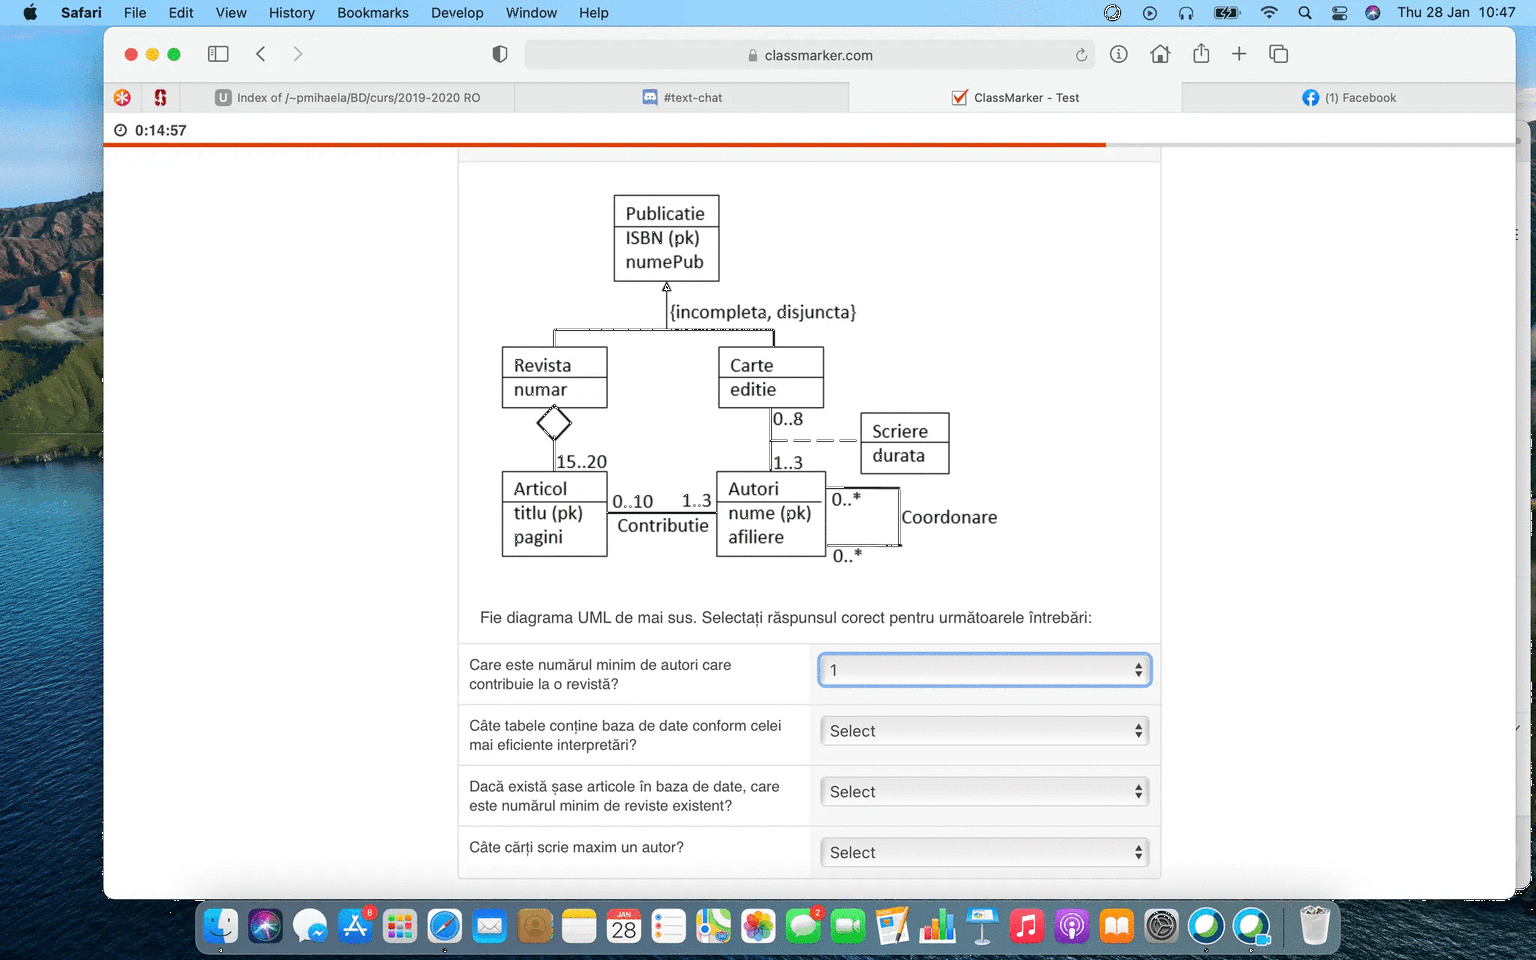 Safari File Edit View History Bookmarks Develop Window Help Thu 28 Jan 10:47
classmarker.com
U Index of /~pmihaela/BD/curs/2019-2020 RO #text-chat ClassMarker - Test (1) Facebook
0:14:57
Publicatie
ISBN (pk)
numePub
{incompleta, disjuncta}
Revista
numar
Carte
editie
0..8
Scriere
durata
15..20
1..3
Articol
titlu (pk)
pagini
0..10 1..3
Contributie
Autori
nume (pk)
afiliere
0..*
Coordonare
0..*
Fie diagrama UML de mai sus. Selectați răspunsul corect pentru următoarele întrebări:
Care este numărul minim de autori care
contribuie la o revistă?
1
Câte tabele conține baza de date conform celei
mai eficiente interpretări?
Select
Dacă există șase articole în baza de date, care
este numărul minim de reviste existent?
Select
Câte cărți scrie maxim un autor?
Select
8
JAN
28
2